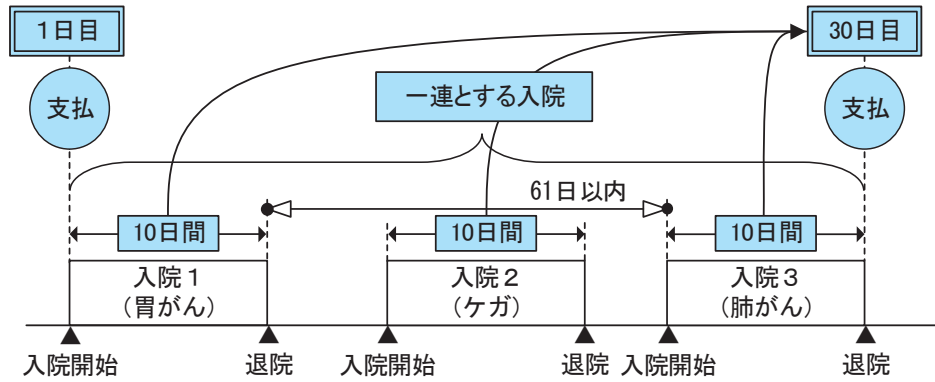 1日目
30日目
支払
一連とする入院
支払
61日以内
10日間
10日間
10日間
入院1
(胃がん)
入院2
(ケガ)
入院3
(肺がん)
入院開始
退院
入院開始
退院
入院開始
退院